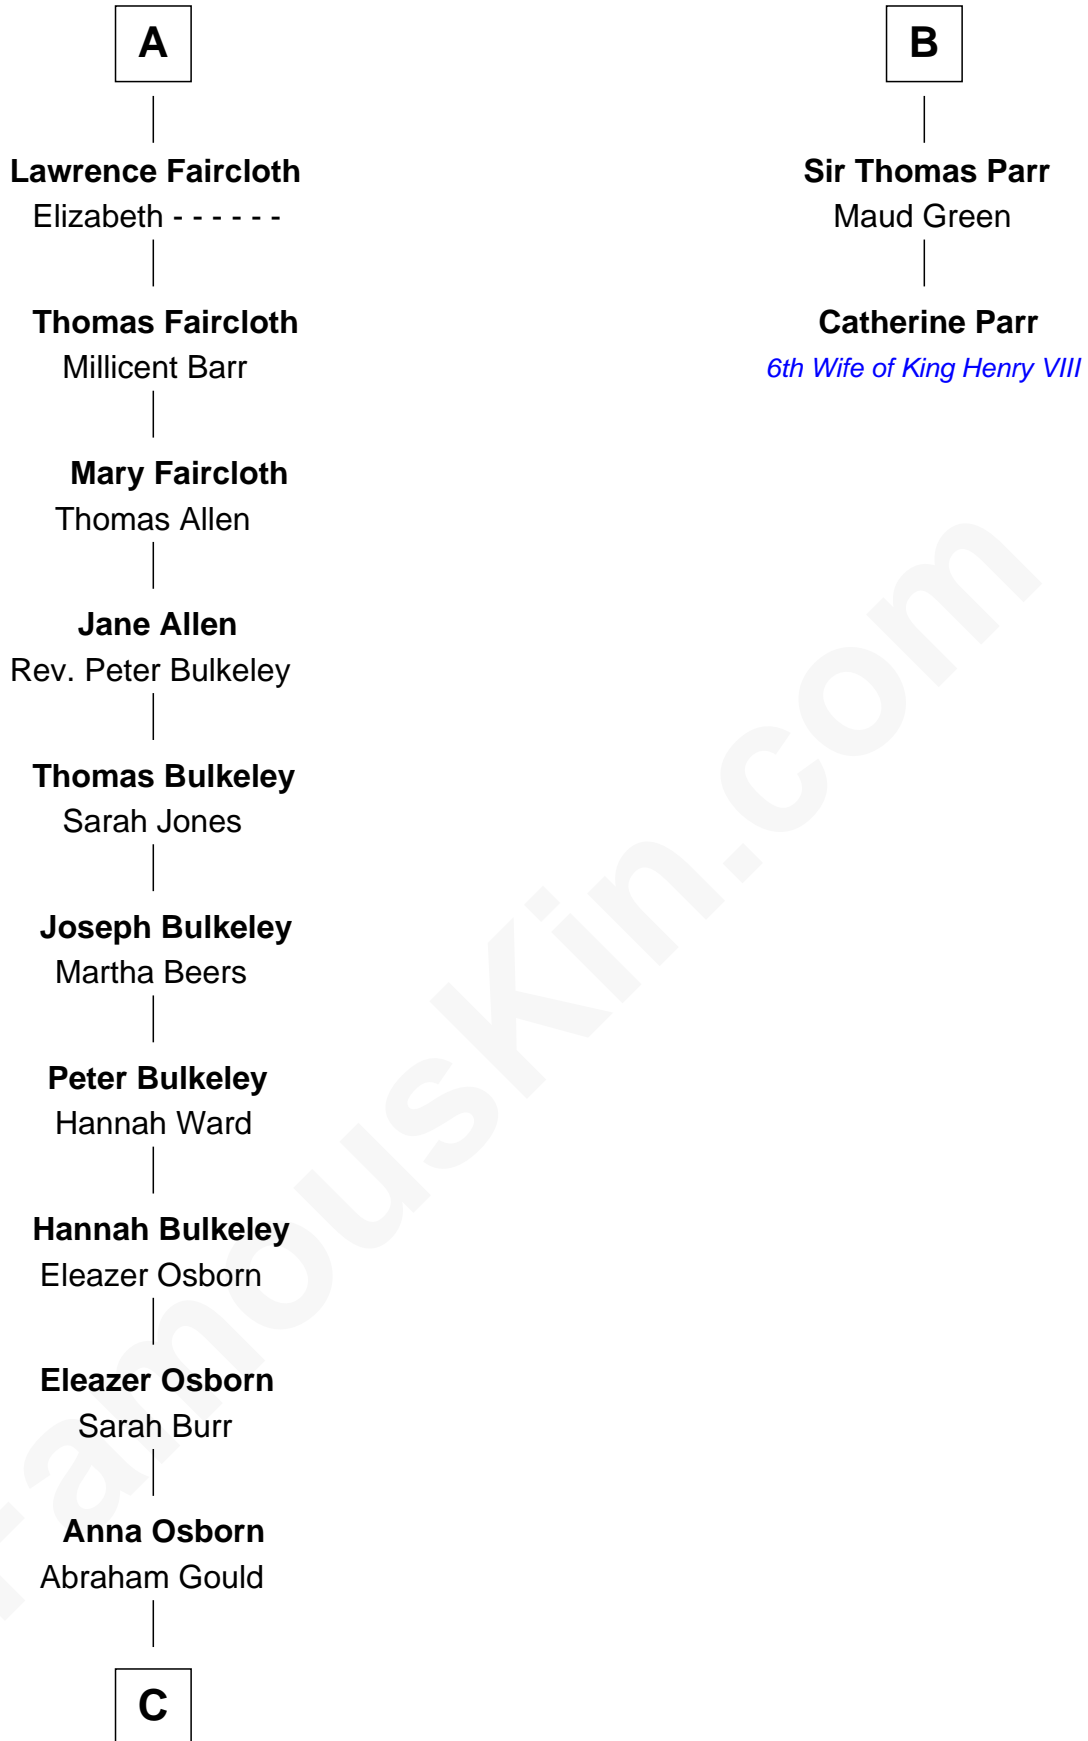 A
Lawrence Faircloth
Elizabeth - - - - - -
Thomas Faircloth
Millicent Barr
Mary Faircloth
Thomas Allen
Jane Allen
Rev. Peter Bulkeley
Thomas Bulkeley
Sarah Jones
Joseph Bulkeley
Martha Beers
Peter Bulkeley
Hannah Ward
Hannah Bulkeley
Eleazer Osborn
Eleazer Osborn
Sarah Burr
Anna Osborn
Abraham Gould
C
B
Sir Thomas Parr
Maud Green
Catherine Parr
6th Wife of King Henry VIII
FamousKin.com